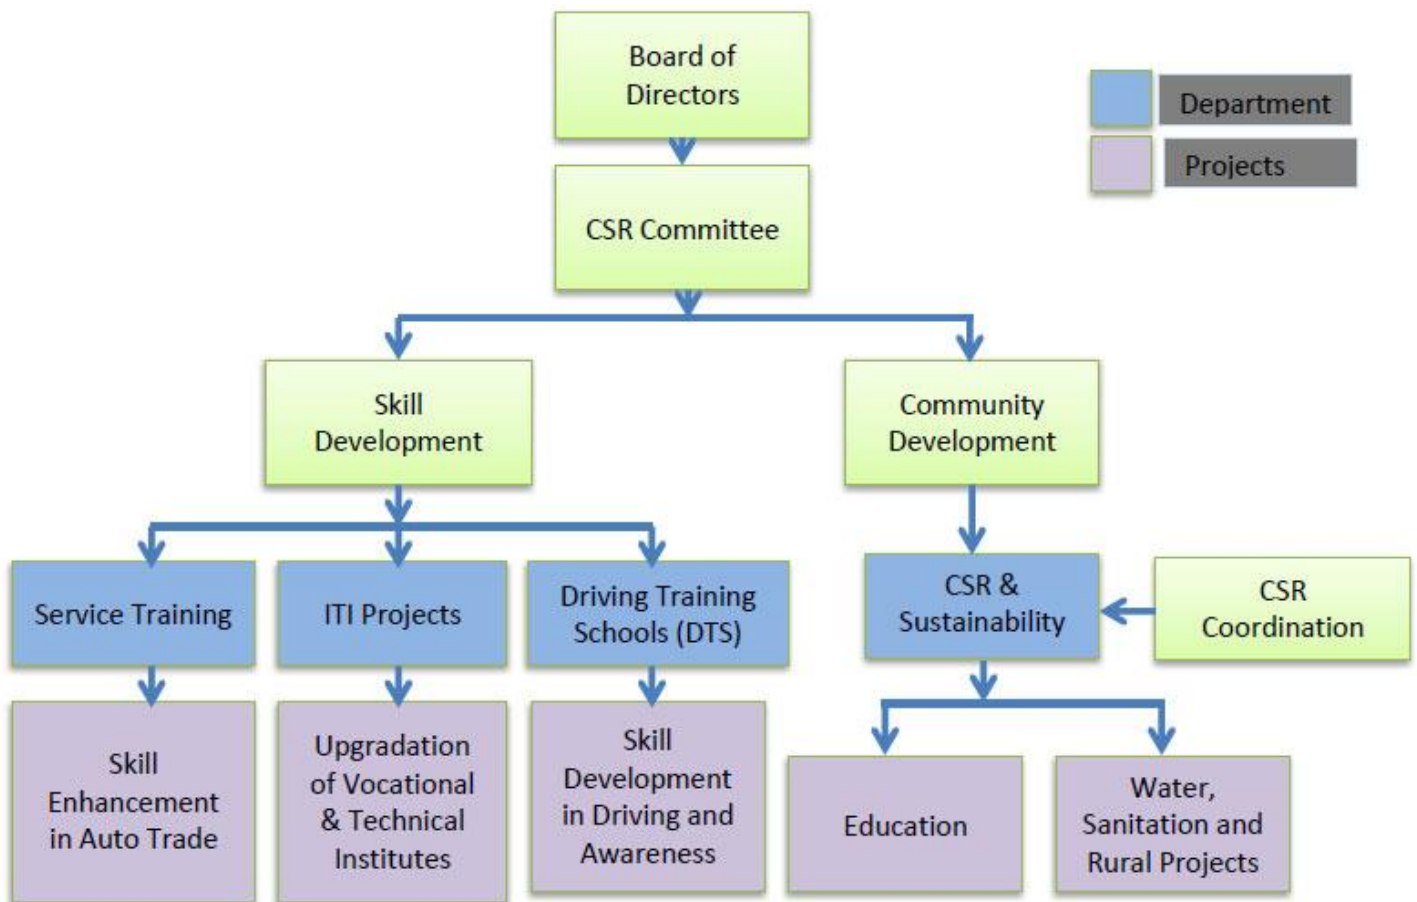 Board of
Directors
Department
Projects
CSR Committee
Skill
Development
Community
Development
Service Training
ITI Projects
Driving Training
Schools (DTS)
CSR &
Sustainability
CSR
Coordination
Skill
Enhancement
in Auto Trade
Upgradation
of Vocational
& Technical
Institutes
Skill
Development
in Driving and
Awareness
Education
Water,
Sanitation and
Rural Projects